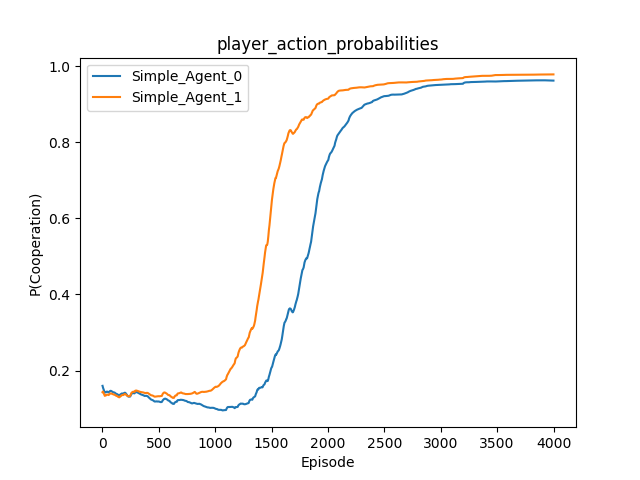 player_action_probabilities
Simple_Agent_0
Simple_Agent_1
P(Cooperation)
1.0
0.8
0.6
0.4
0.2
0 500 1000 1500 2000 2500 3000 3500 4000
Episode